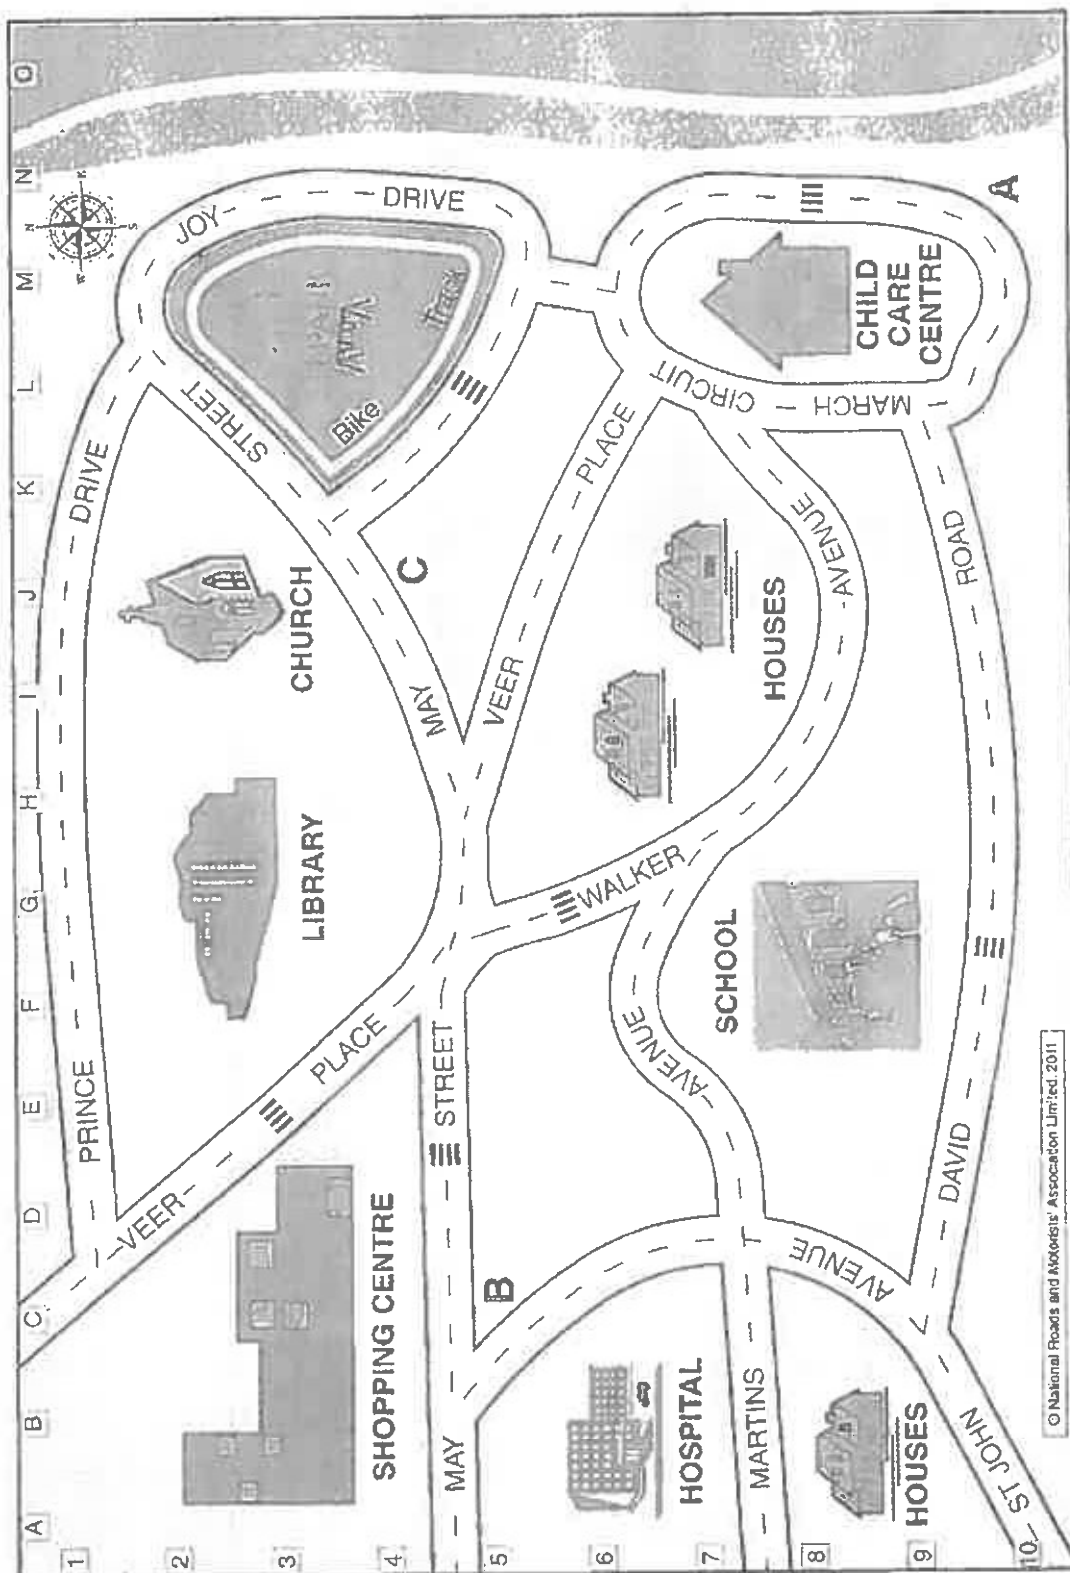 A B C D E F G H I J K L M N O
1
2
3
4
5
6
7
8
9
10
PRINCE
DRIVE
JOY
DRIVE
VEER
PLACE
STREET
CHURCH
LIBRARY
SHOPPING CENTRE
Bike
Track
MAY
STREET
MAY
C
B
VEER
PLACE
CIRCUIT
MARCH
CHILD
CARE
CENTRE
A
WALKER
AVENUE
HOUSES
SCHOOL
HOSPITAL
MARTINS
AVENUE
AVENUE
HOUSES
ST JOHN
DAVID
ROAD
N
S
© National Roads and Motorists' Association Limited. 2011